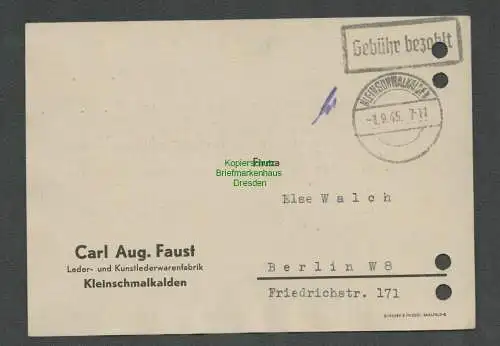 Gebühr bezahlt
KLEINSCHMALKALDEN
-1.9.45. 7-11
Kopierschutz
Briefmarkenhaus
Dresden
Firma
Else Walch
Carl Aug. Faust
Leder- und Kunstlederwarenfabrik
Kleinschmalkalden
Berlin W8
Friedrichstr. 171